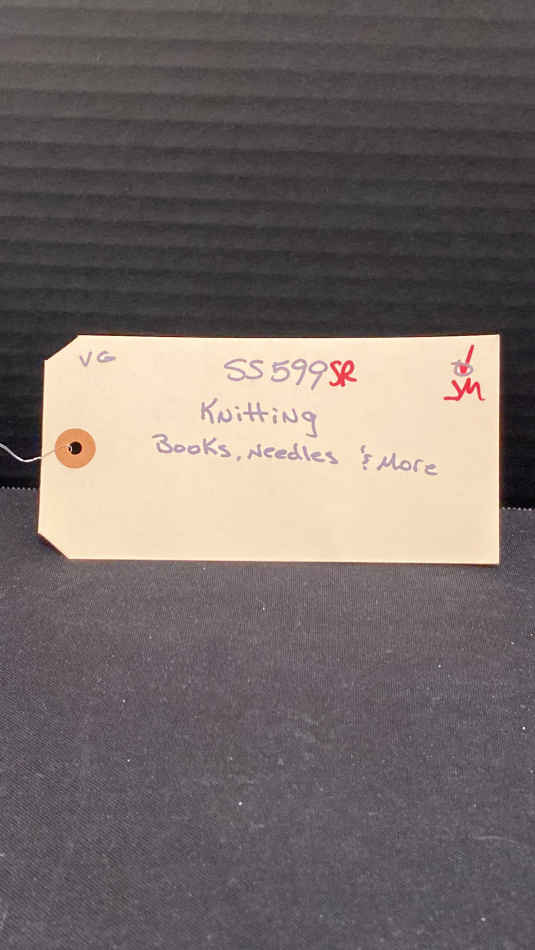 VG
SS599SR
Knitting
Books, Needles & More